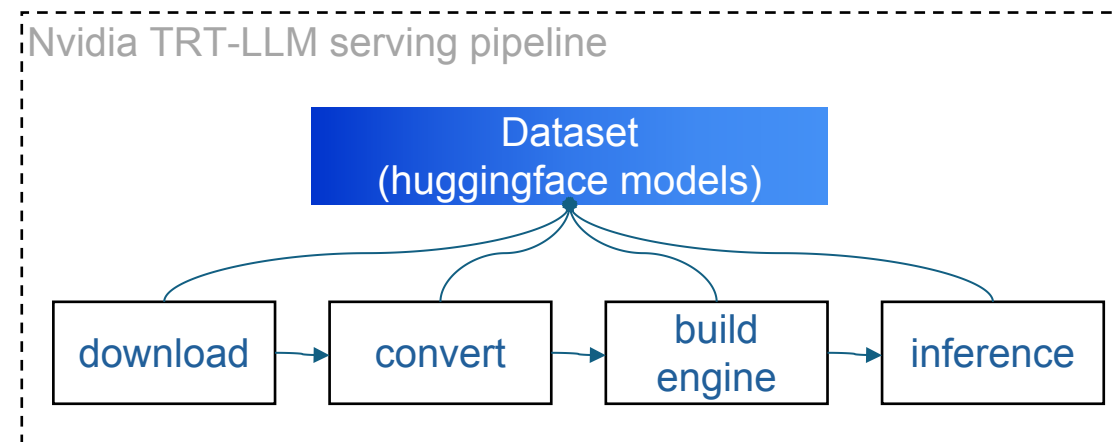 Nvidia TRT-LLM serving pipeline
Dataset
(huggingface models)
download
convert
build
engine
inference